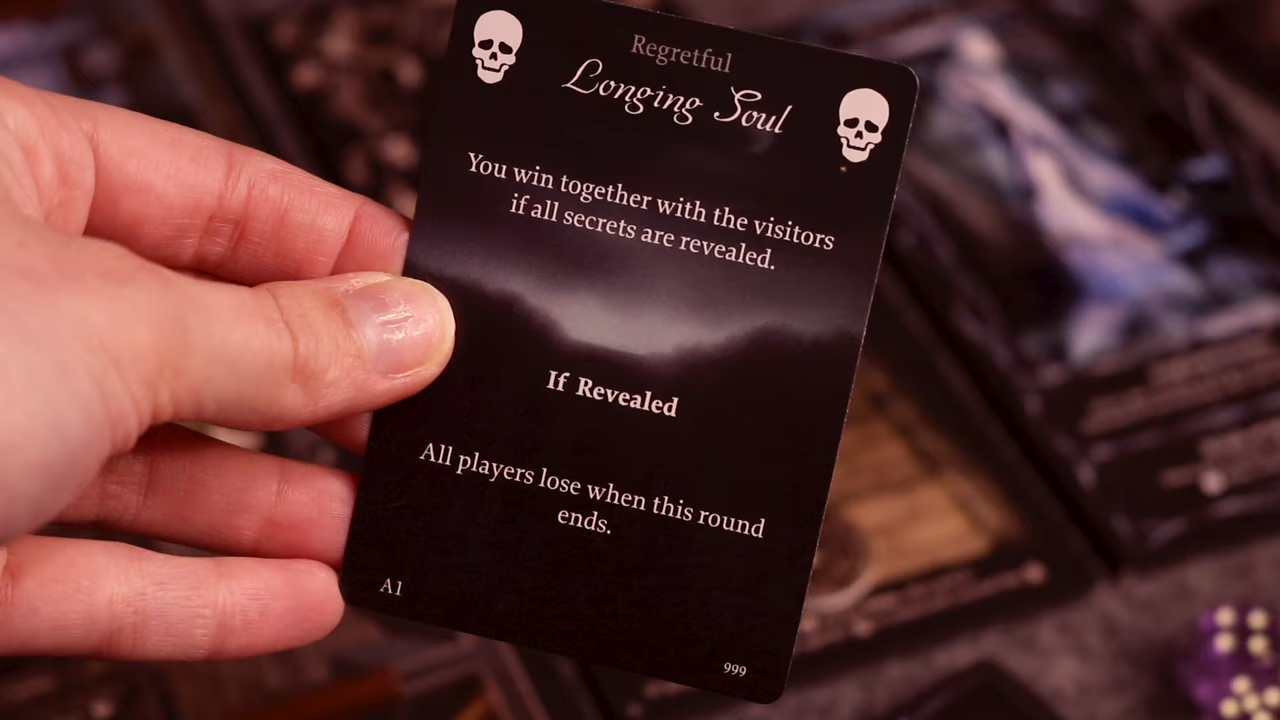 Regretful
Longing Soul
You win together with the visitors
if all secrets are revealed.
If Revealed
All players lose when this round
ends.
A1
999